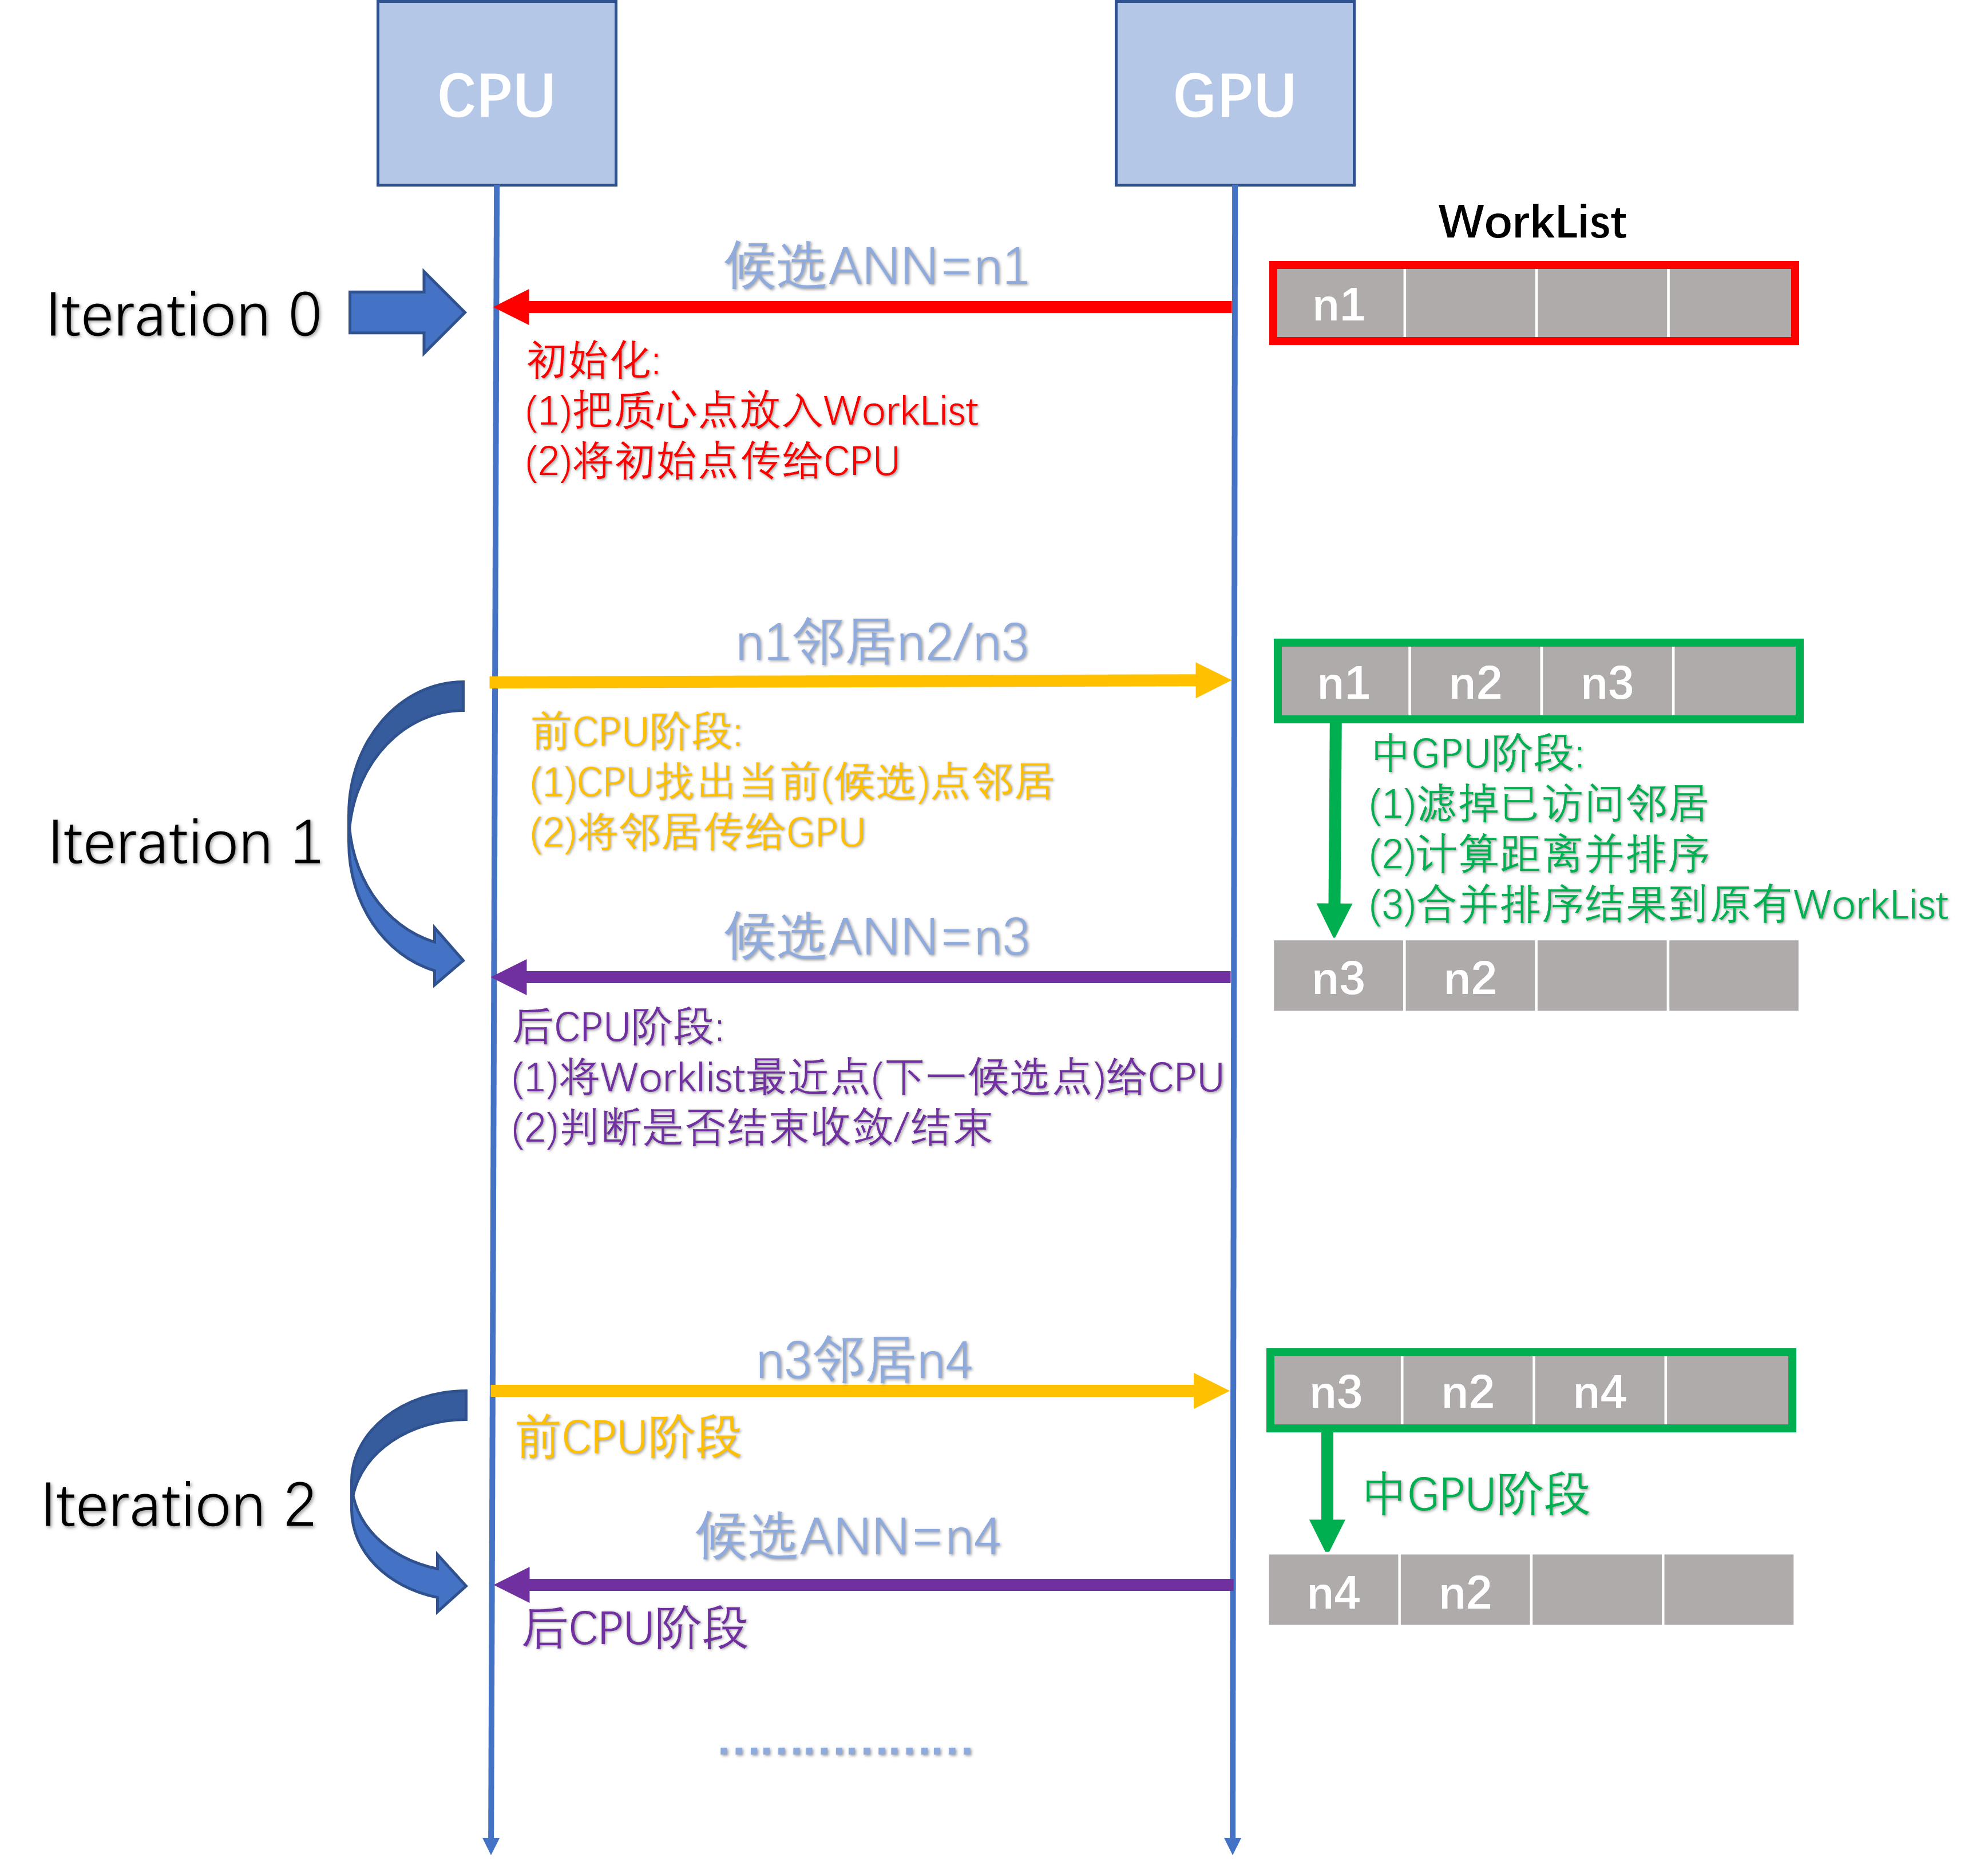 CPU
GPU
WorkList
候选ANN=n1
Iteration 0
n1
初始化:
(1)把质心点放入WorkList
(2)将初始点传给CPU
n1邻居n2/n3
n1 n2 n3
前CPU阶段:
(1)CPU找出当前(候选)点邻居
(2)将邻居传给GPU
中GPU阶段:
(1)滤掉已访问邻居
(2)计算距离并排序
(3)合并排序结果到原有WorkList
Iteration 1
候选ANN=n3
n3 n2
后CPU阶段:
(1)将Worklist最近点(下一候选点)给CPU
(2)判断是否结束收敛/结束
n3邻居n4
n3 n2 n4
前CPU阶段
中GPU阶段
Iteration 2
候选ANN=n4
n4 n2
后CPU阶段
..................